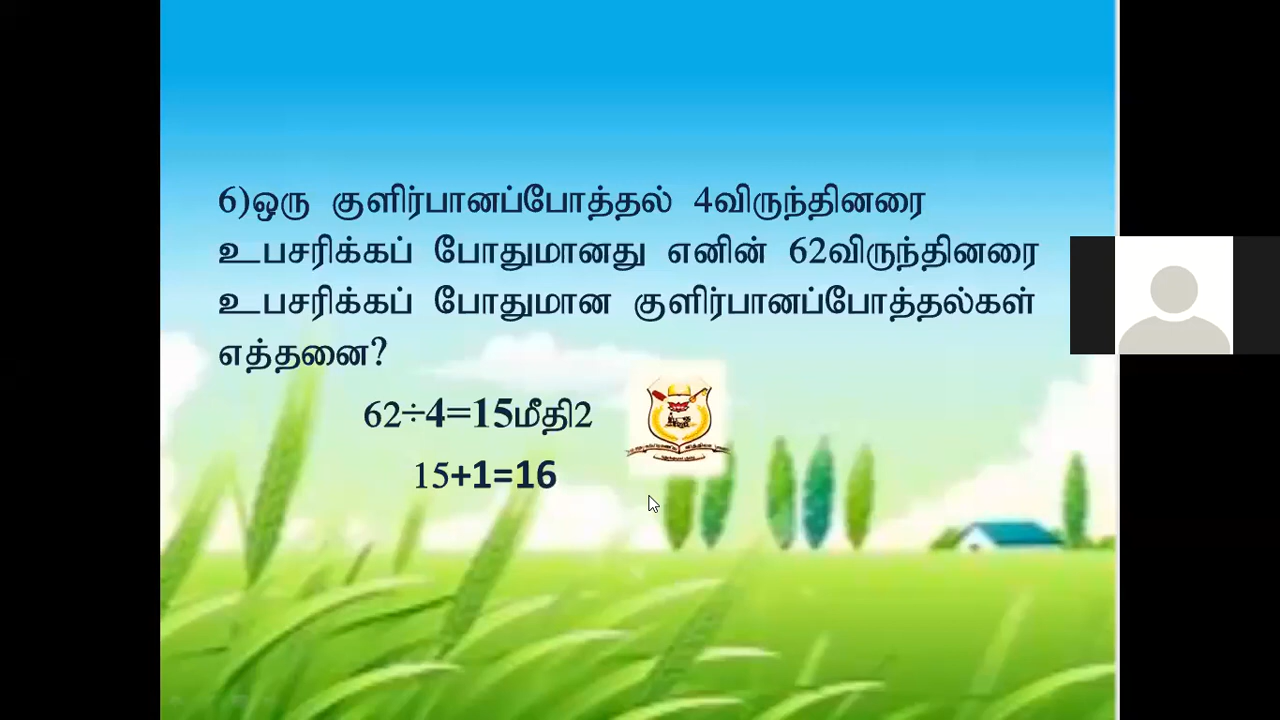 6)ஒரு குளிர்பானப்போத்தல் 4விருந்தினரை
உபசரிக்கப் போதுமானது எனின் 62விருந்தினரை
உபசரிக்கப் போதுமான குளிர்பானப்போத்தல்கள்
எத்தனை?
62÷4=15மீதி2
15+1=16